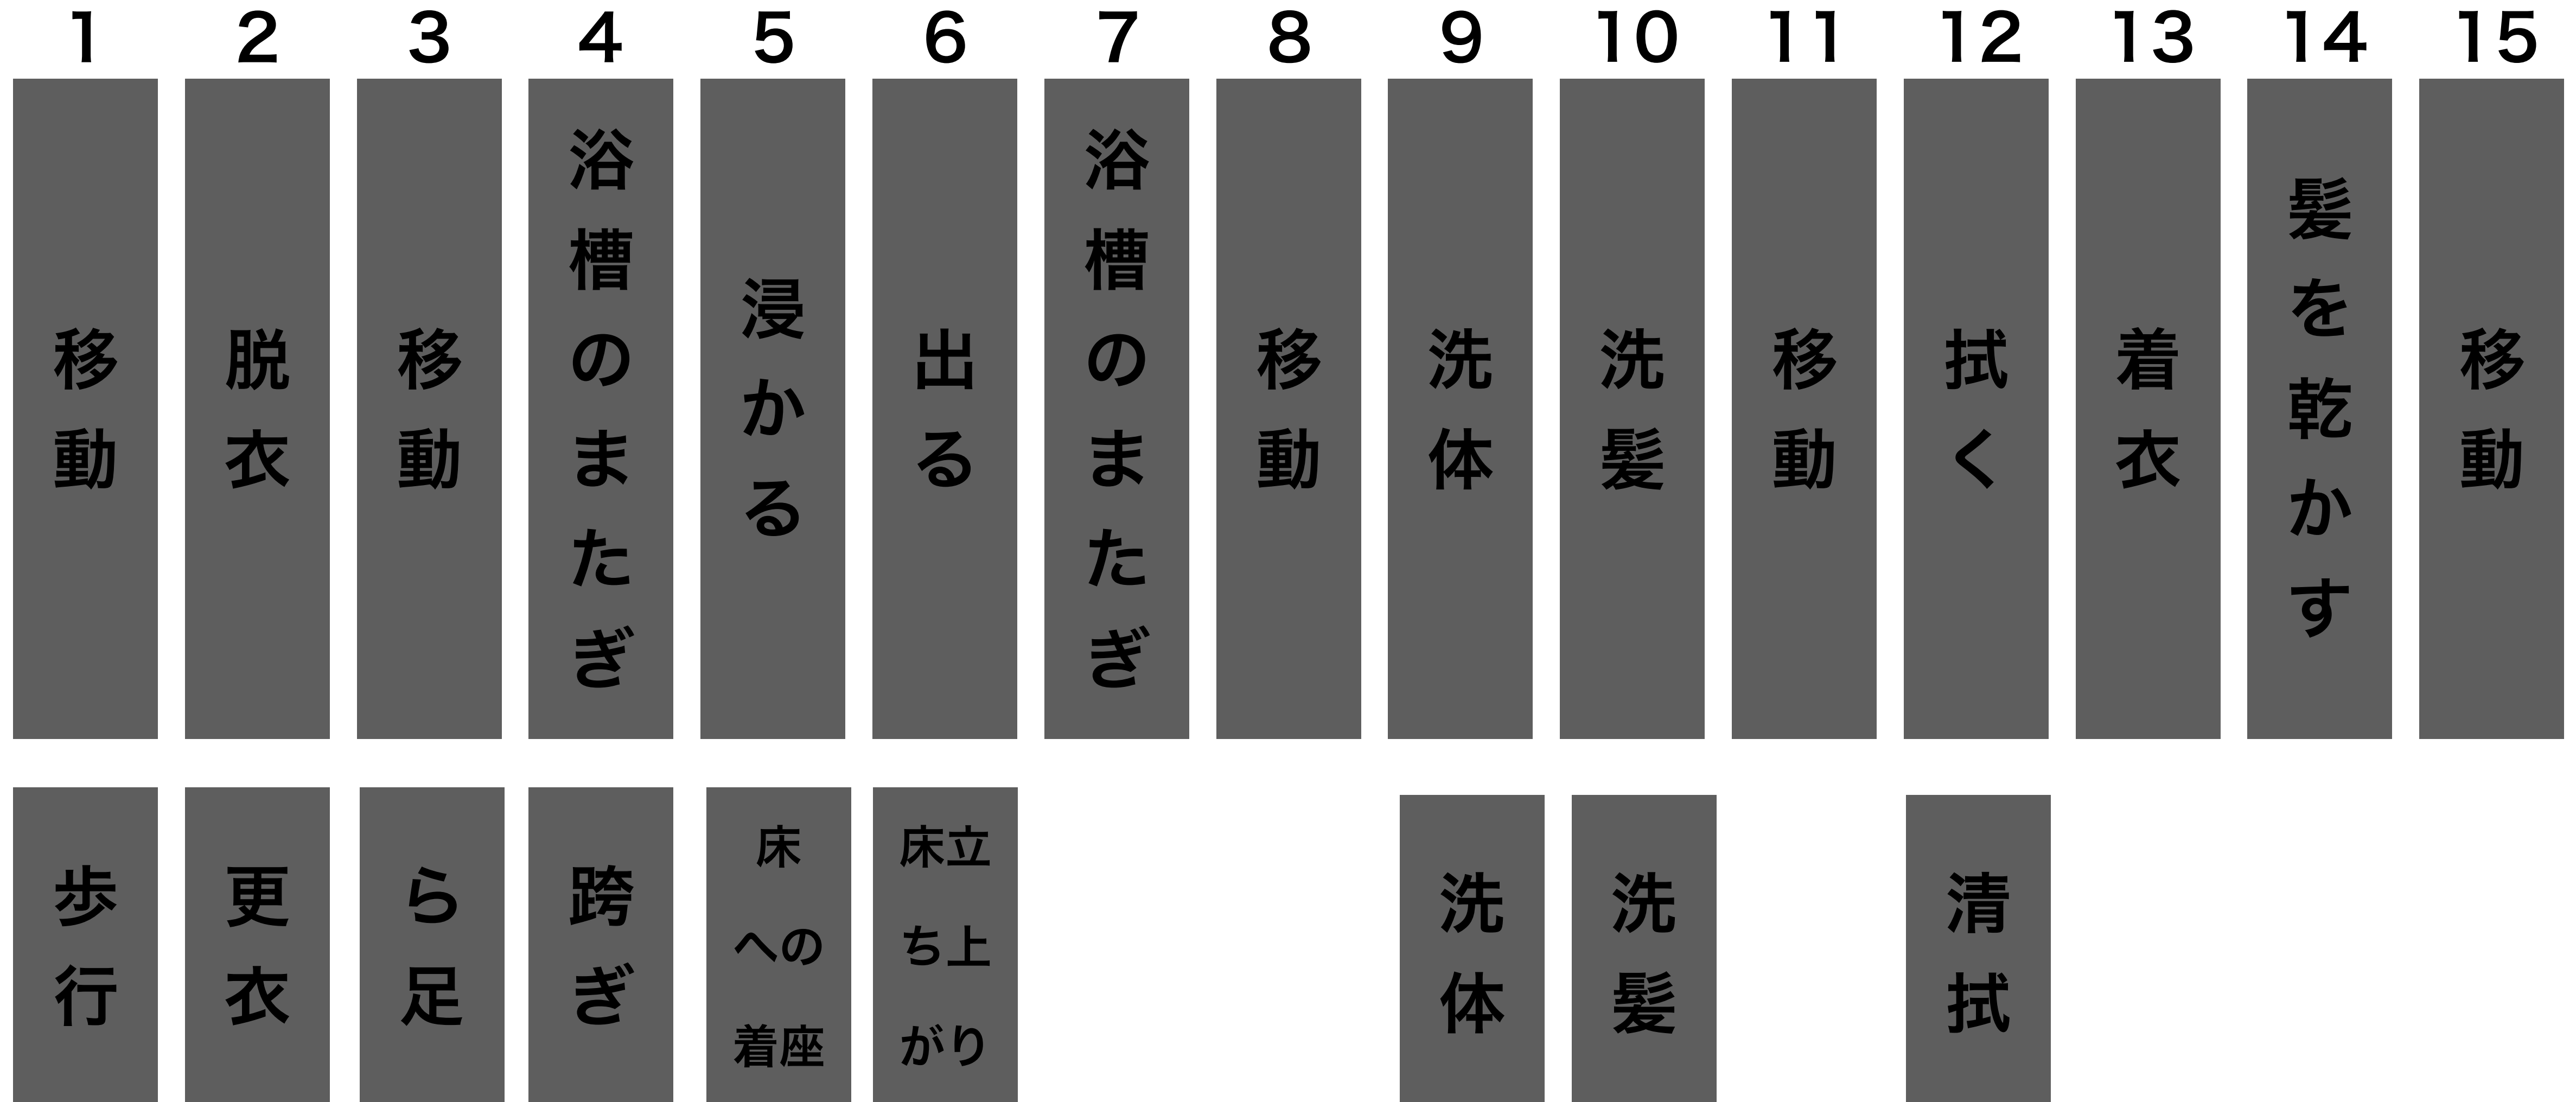 1 2 3 4 5 6 7 8 9 10 11 12 13 14 15
移動
脱衣
移動
浴槽のまたぎ
浸かる
出る
浴槽のまたぎ
移動
洗体
洗髪
移動
拭く
着衣
髪を乾かす
移動
歩行
更衣
ら足
跨ぎ
床
への
着座
床立
ち上
がり
洗体
洗髪
清拭